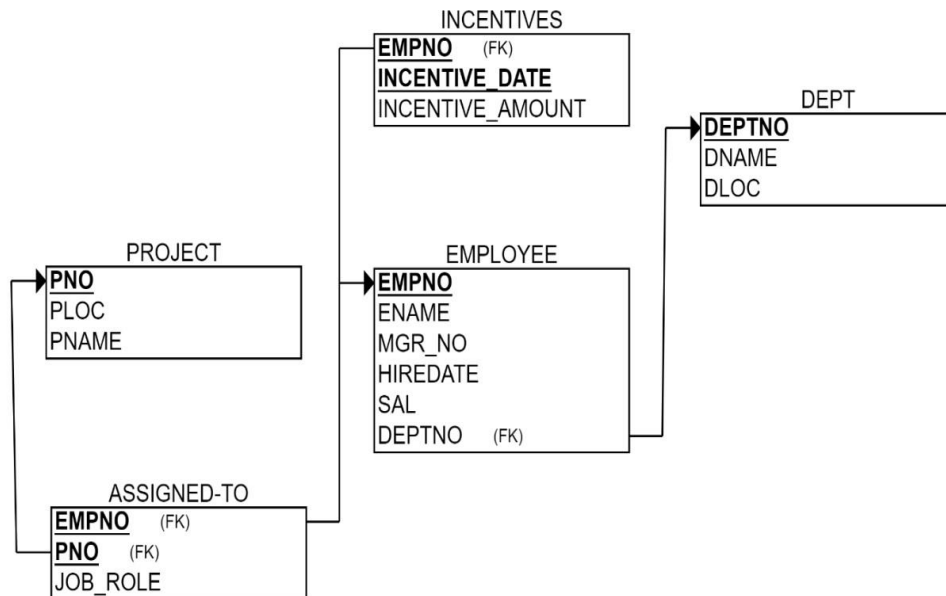 INCENTIVES
EMPNO (FK)
INCENTIVE_DATE
INCENTIVE_AMOUNT
DEPT
DEPTNO
DNAME
DLOC
PROJECT
PNO
PLOC
PNAME
EMPLOYEE
EMPNO
ENAME
MGR_NO
HIREDATE
SAL
DEPTNO (FK)
ASSIGNED-TO
EMPNO (FK)
PNO (FK)
JOB_ROLE